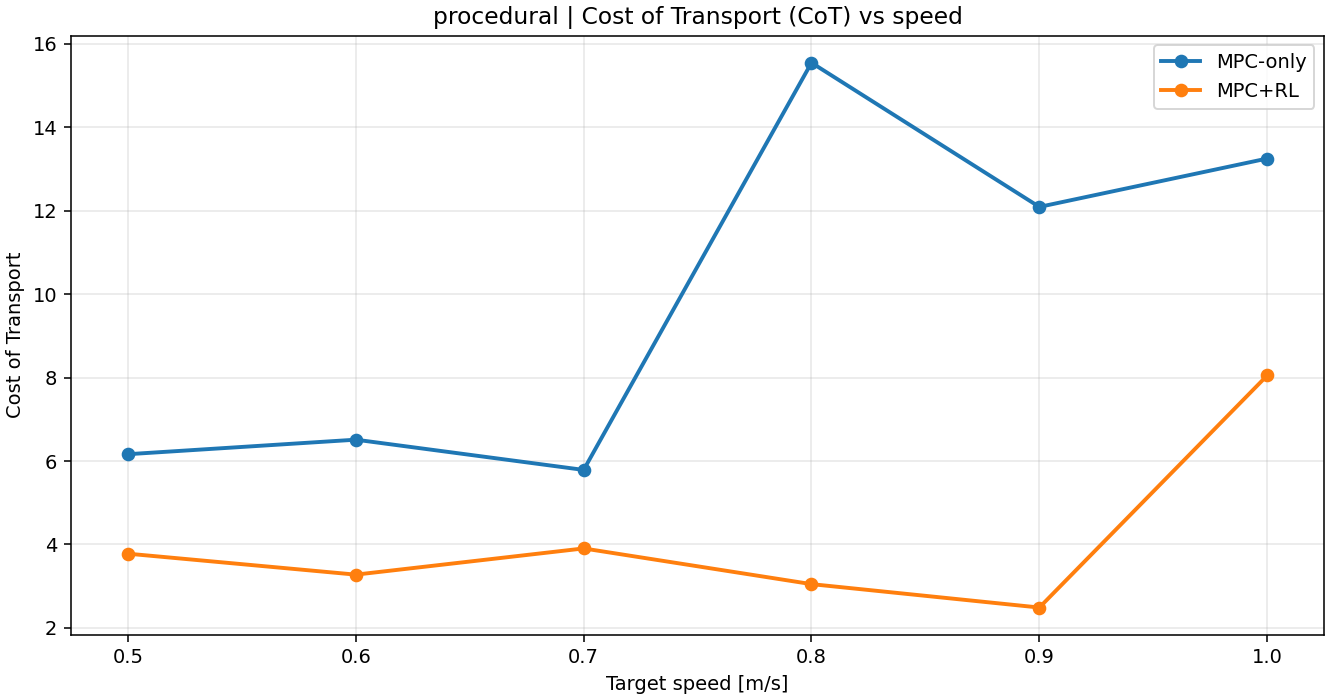 procedural | Cost of Transport (CoT) vs speed
16
14
12
10
8
6
4
2
Cost of Transport
MPC-only
MPC+RL
0.5 0.6 0.7 0.8 0.9 1.0
Target speed [m/s]